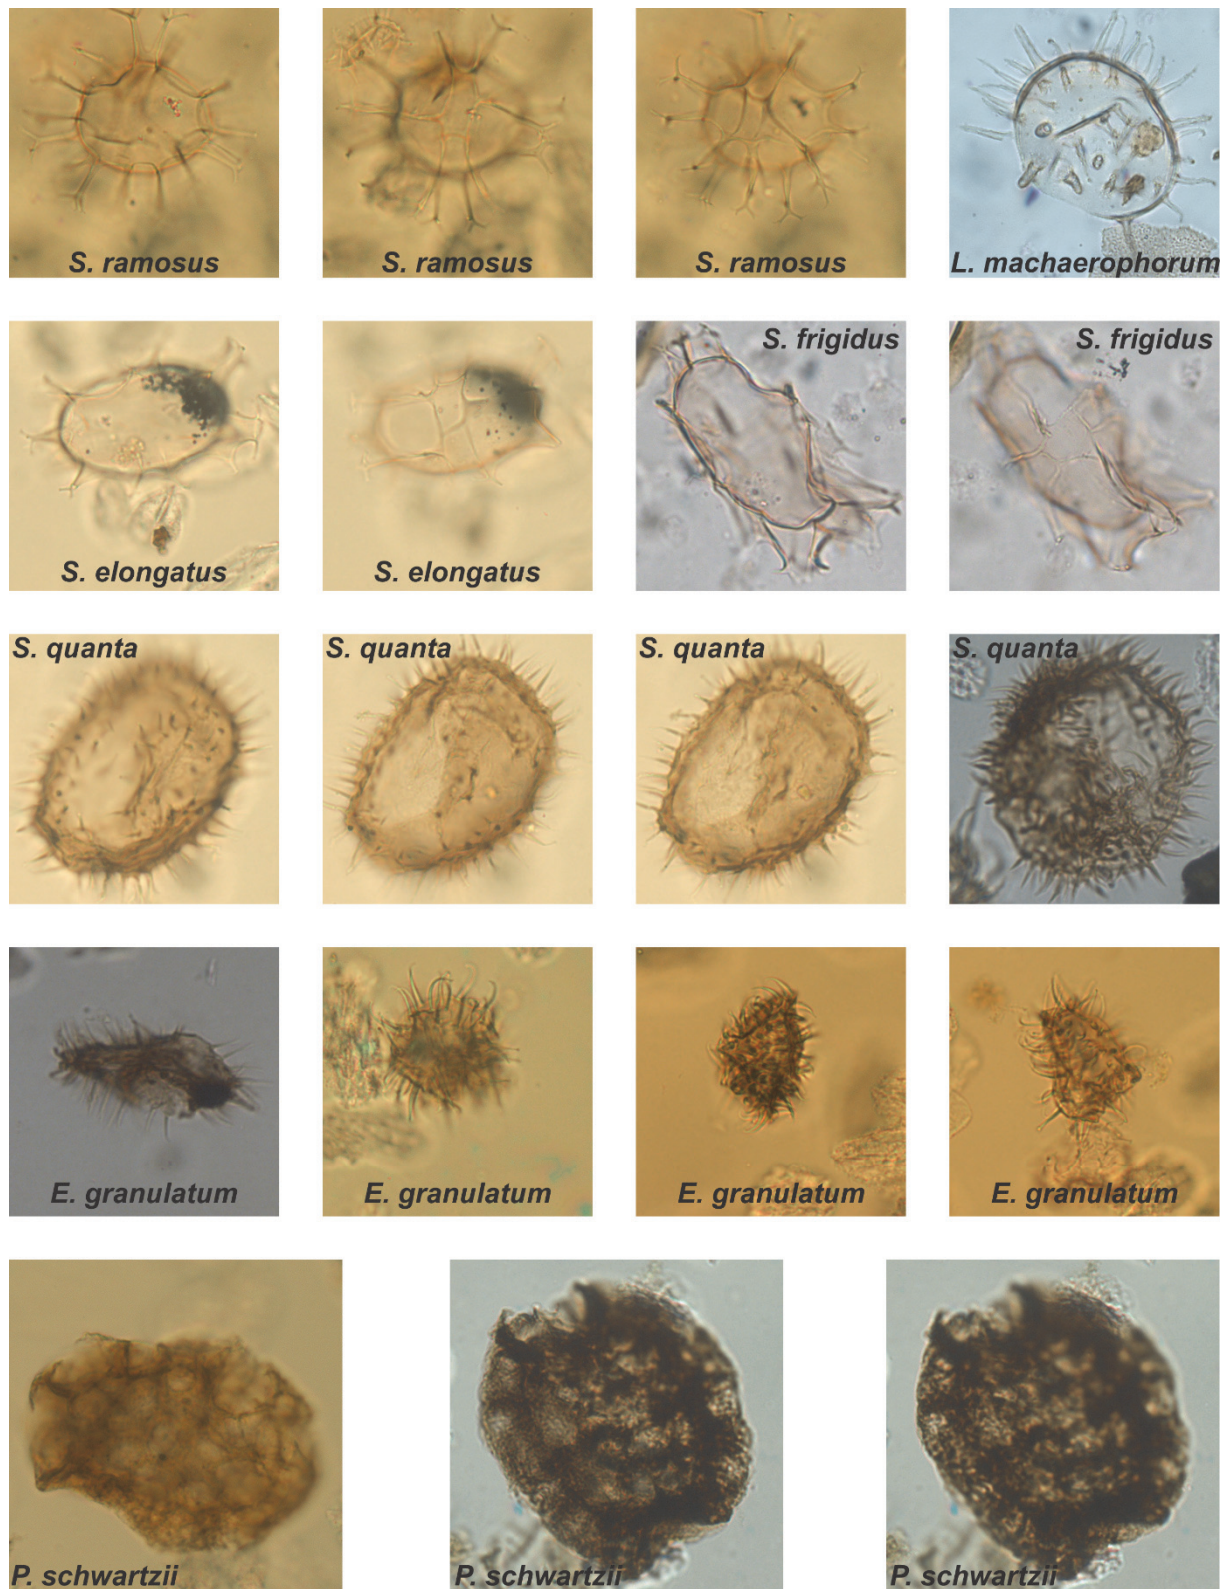 S. ramosus
S. ramosus
S. ramosus
L. machaerophorum
S. elongatus
S. elongatus
S. frigidus
S. frigidus
S. quanta
S. quanta
S. quanta
S. quanta
E. granulatum
E. granulatum
E. granulatum
E. granulatum
P. schwartzii
P. schwartzii
P. schwartzii